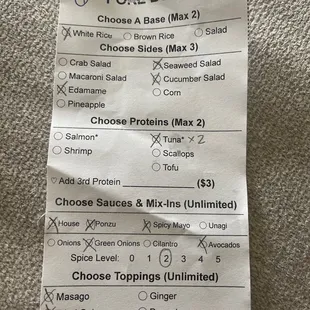 Choose A Base (Max 2)
White Rice Brown Rice Salad
Choose Sides (Max 3)
Crab Salad Seaweed Salad
Macaroni Salad Cucumber Salad
Edamame Corn
Pineapple
Choose Proteins (Max 2)
Salmon* Tuna* x2
Shrimp Scallops
Tofu
Add 3rd Protein ($3)
Choose Sauces & Mix-Ins (Unlimited)
House Ponzu Spicy Mayo Unagi
Onions Green Onions Cilantro Avocados
Spice Level: 0 1 2 3 4 5
Choose Toppings (Unlimited)
Masago Ginger